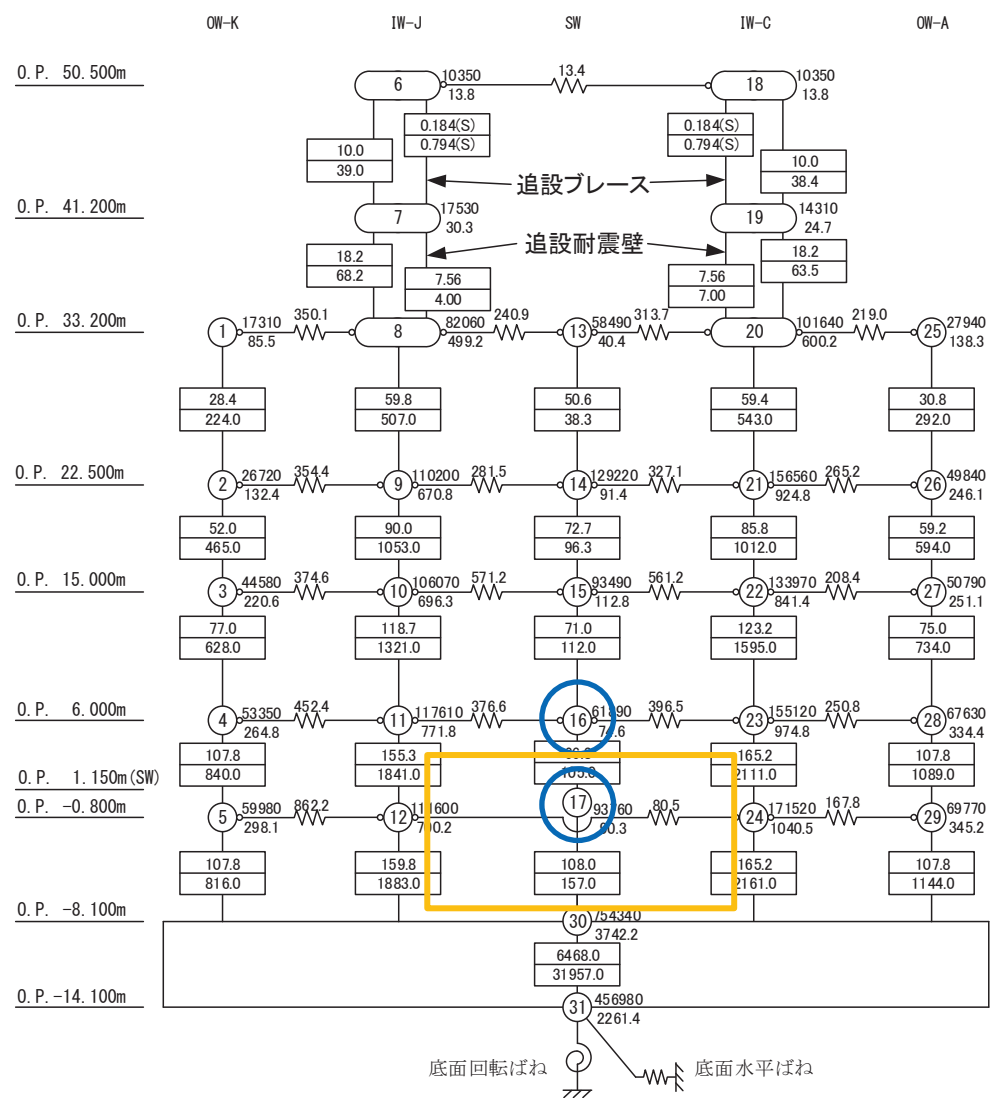 OW-K IW-J SW IW-C OW-A
O.P. 50.500m
6 10350 13.8 13.4 18 10350 13.8
0.184(S) 0.184(S)
10.0 0.794(S) 0.794(S) 10.0
39.0 38.4
追設ブレース
O.P. 41.200m
7 17530 30.3 19 14310 24.7
追設耐震壁
18.2 18.2
68.2 63.5
7.56 7.56
4.00 7.00
O.P. 33.200m
1 17310 85.5 350.1 8 82060 499.2 240.9 13 58490 40.4 313.7 20 101640 600.2 219.0 25 27940 138.3
28.4 59.8 50.6 59.4 30.8
224.0 507.0 38.3 543.0 292.0
O.P. 22.500m
2 26720 132.4 354.4 9 110200 670.8 281.5 14 129220 91.4 327.1 21 156560 924.8 265.2 26 49840 246.1
52.0 90.0 72.7 85.8 59.2
465.0 1053.0 96.3 1012.0 594.0
O.P. 15.000m
3 44580 220.6 374.6 10 106070 696.3 571.2 15 93490 112.8 561.2 22 133970 841.4 208.4 27 50790 251.1
77.0 118.7 71.0 123.2 75.0
628.0 1321.0 112.0 1595.0 734.0
O.P. 6.000m
4 53350 264.8 452.4 11 117610 771.8 376.6 16 396.5 23 155120 974.8 250.8 28 67630 334.4
107.8 155.3 165.2 107.8
840.0 1841.0 2111.0 1089.0
O.P. 1.150m(SW)
O.P. -0.800m
5 59980 298.1 862.2 12 17 80.5 24 171520 1040.5 167.8 29 69770 345.2
107.8 159.8 108.0 165.2 107.8
816.0 1883.0 157.0 2161.0 1144.0
O.P. -8.100m
30 754340 3742.2
6468.0
31957.0
O.P.-14.100m
31 456980 2261.4
底面回転ばね 底面水平ばね